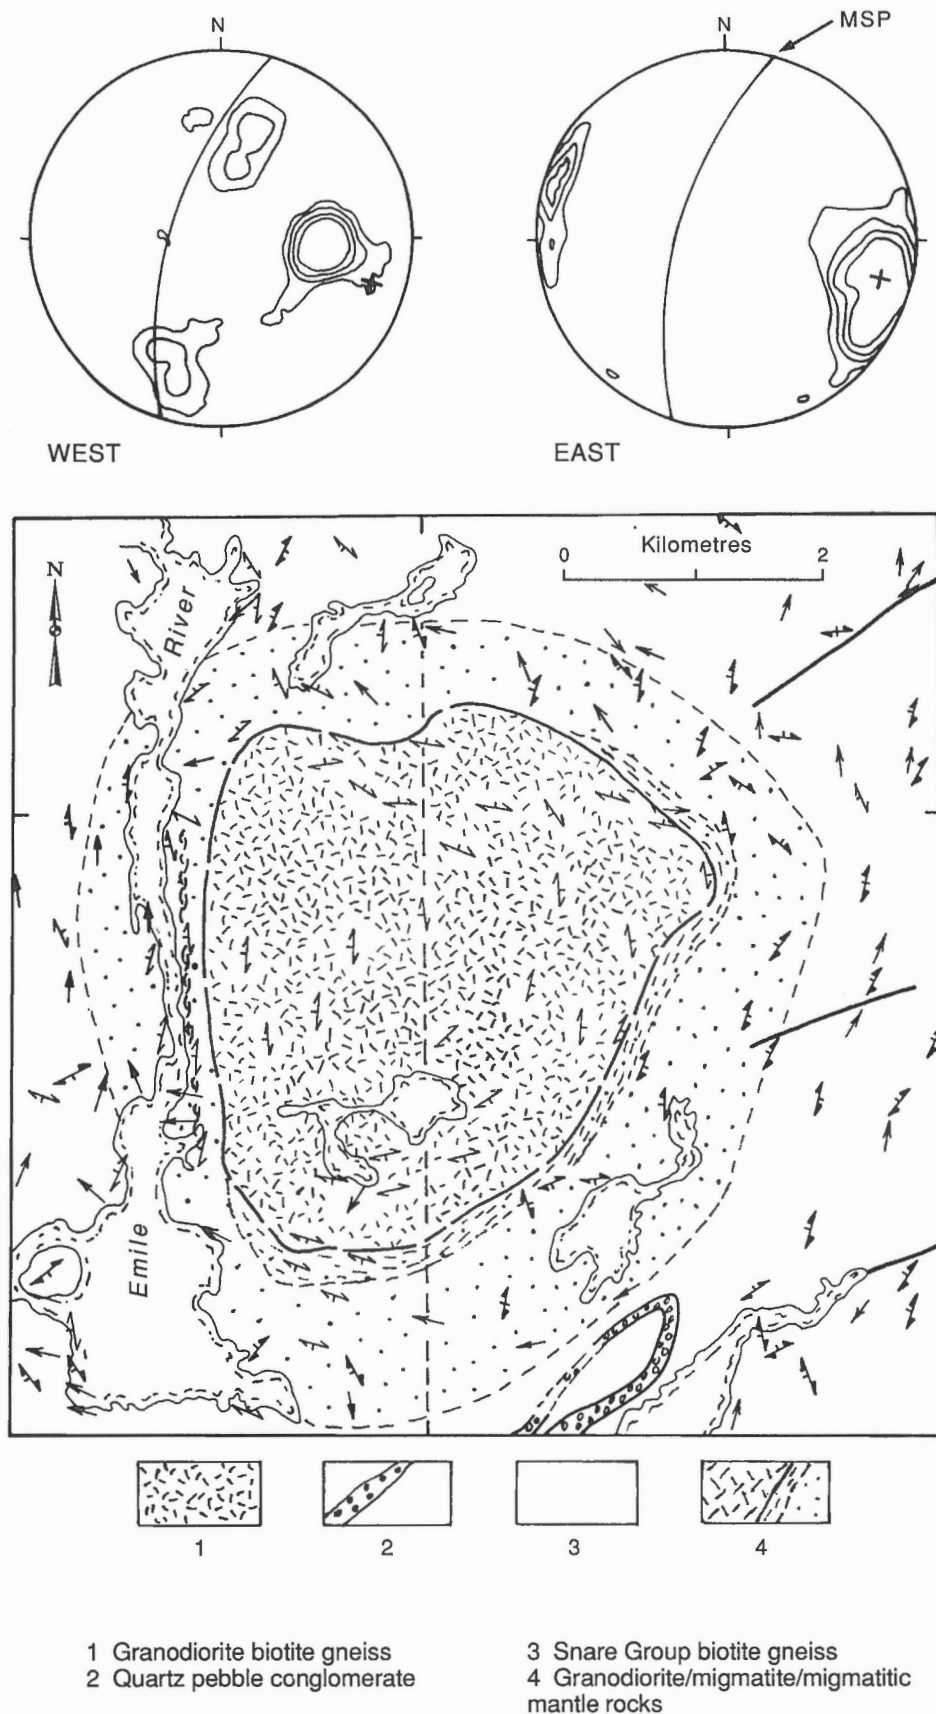 N
N
MSP
WEST
EAST
N
0 Kilometres 2
River
Emile
1
2
3
4
1 Granodiorite biotite gneiss
2 Quartz pebble conglomerate
3 Snare Group biotite gneiss
4 Granodiorite/migmatite/migmatitic
mantle rocks